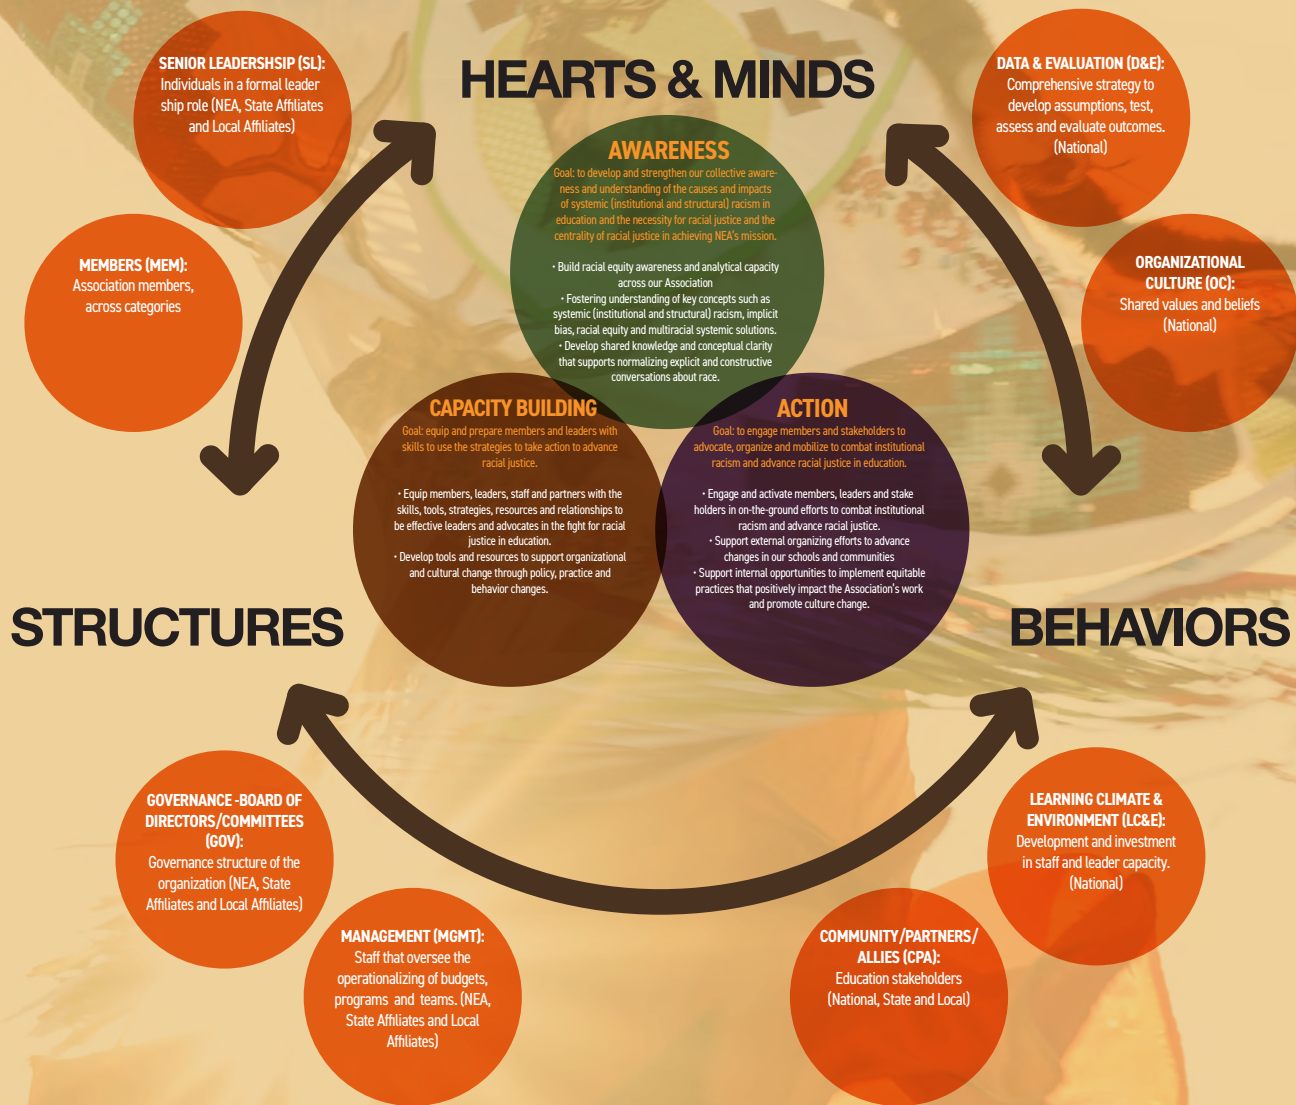 HEARTS & MINDS
SENIOR LEADERSHSIP (SL):
Individuals in a formal leader
ship role (NEA, State Affiliates
and Local Affiliates)
MEMBERS (MEM):
Association members,
across categories
DATA & EVALUATION (D&E):
Comprehensive strategy to
develop assumptions, test,
assess and evaluate outcomes.
(National)
ORGANIZATIONAL
CULTURE (OC):
Shared values and beliefs
(National)
AWARENESS
Goal: to develop and strengthen our collective aware-
ness and understanding of the causes and impacts
of systemic (institutional and structural) racism in
education and the necessity for racial justice and the
centrality of racial justice in achieving NEA's mission.
• Build racial equity awareness and analytical capacity
across our Association
• Fostering understanding of key concepts such as
systemic (institutional and structural) racism, implicit
bias, racial equity and multiracial systemic solutions.
• Develop shared knowledge and conceptual clarity
that supports normalizing explicit and constructive
conversations about race.
CAPACITY BUILDING
Goal: equip and prepare members and leaders with
skills to use the strategies to take action to advance
racial justice.
• Equip members, leaders, staff and partners with the
skills, tools, strategies, resources and relationships to
be effective leaders and advocates in the fight for racial
justice in education.
• Develop tools and resources to support organizational
and cultural change through policy, practice and
behavior changes.
ACTION
Goal: to engage members and stakeholders to
advocate, organize and mobilize to combat institutional
racism and advance racial justice in education.
• Engage and activate members, leaders and stake
holders in on-the-ground efforts to combat institutional
racism and advance racial justice.
• Support external organizing efforts to advance
changes in our schools and communities
• Support internal opportunities to implement equitable
practices that positively impact the Association's work
and promote culture change.
STRUCTURES
BEHAVIORS
GOVERNANCE -BOARD OF
DIRECTORS/COMMITTEES
(GOV):
Governance structure of the
organization (NEA, State
Affiliates and Local Affiliates)
MANAGEMENT (MGMT):
Staff that oversee the
operationalizing of budgets,
programs and teams. (NEA,
State Affiliates and Local
Affiliates)
COMMUNITY/PARTNERS/
ALLIES (CPA):
Education stakeholders
(National, State and Local)
LEARNING CLIMATE &
ENVIRONMENT (LC&E):
Development and investment
in staff and leader capacity.
(National)